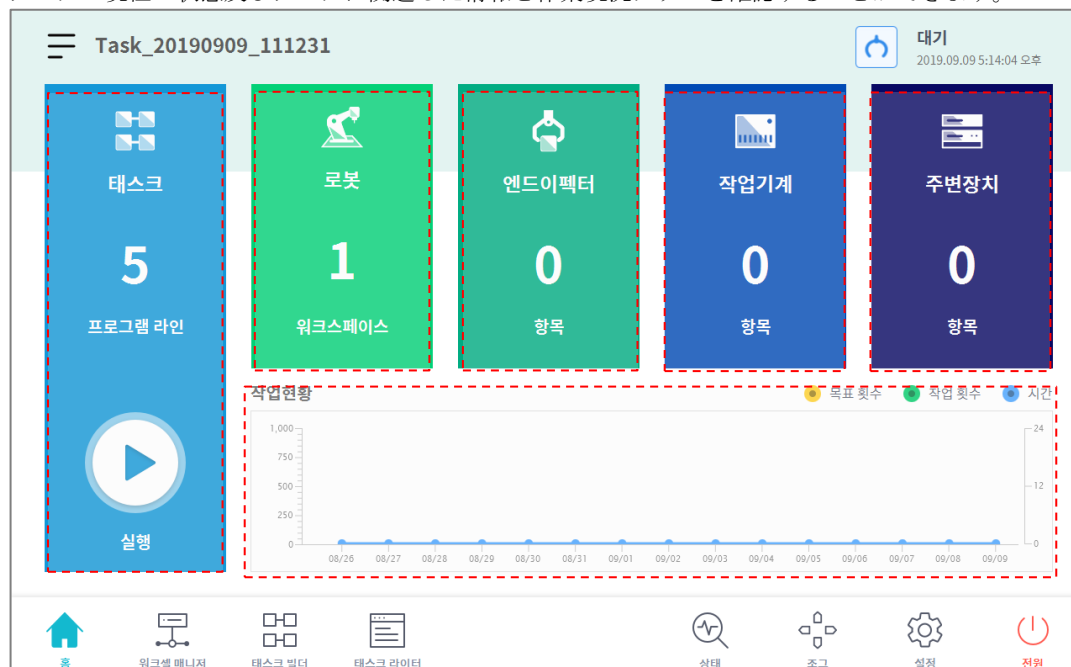 Task_20190909_111231
대기
2019.09.09 5:14:04 오후
태스크
로봇
엔드이펙터
작업기계
주변장치
5
1
0
0
0
프로그램 라인
워크스페이스
항목
항목
항목
실행
작업현황
목표 횟수
작업 횟수
시간
1,000
750
500
250
0
24
12
0
08/26 08/27 08/28 08/29 08/30 08/31 09/01 09/02 09/03 09/04 09/05 09/06 09/07 09/08 09/09
홈
워크셀 매니저
태스크 빌더
태스크 라이터
상태
조그
설정
전원